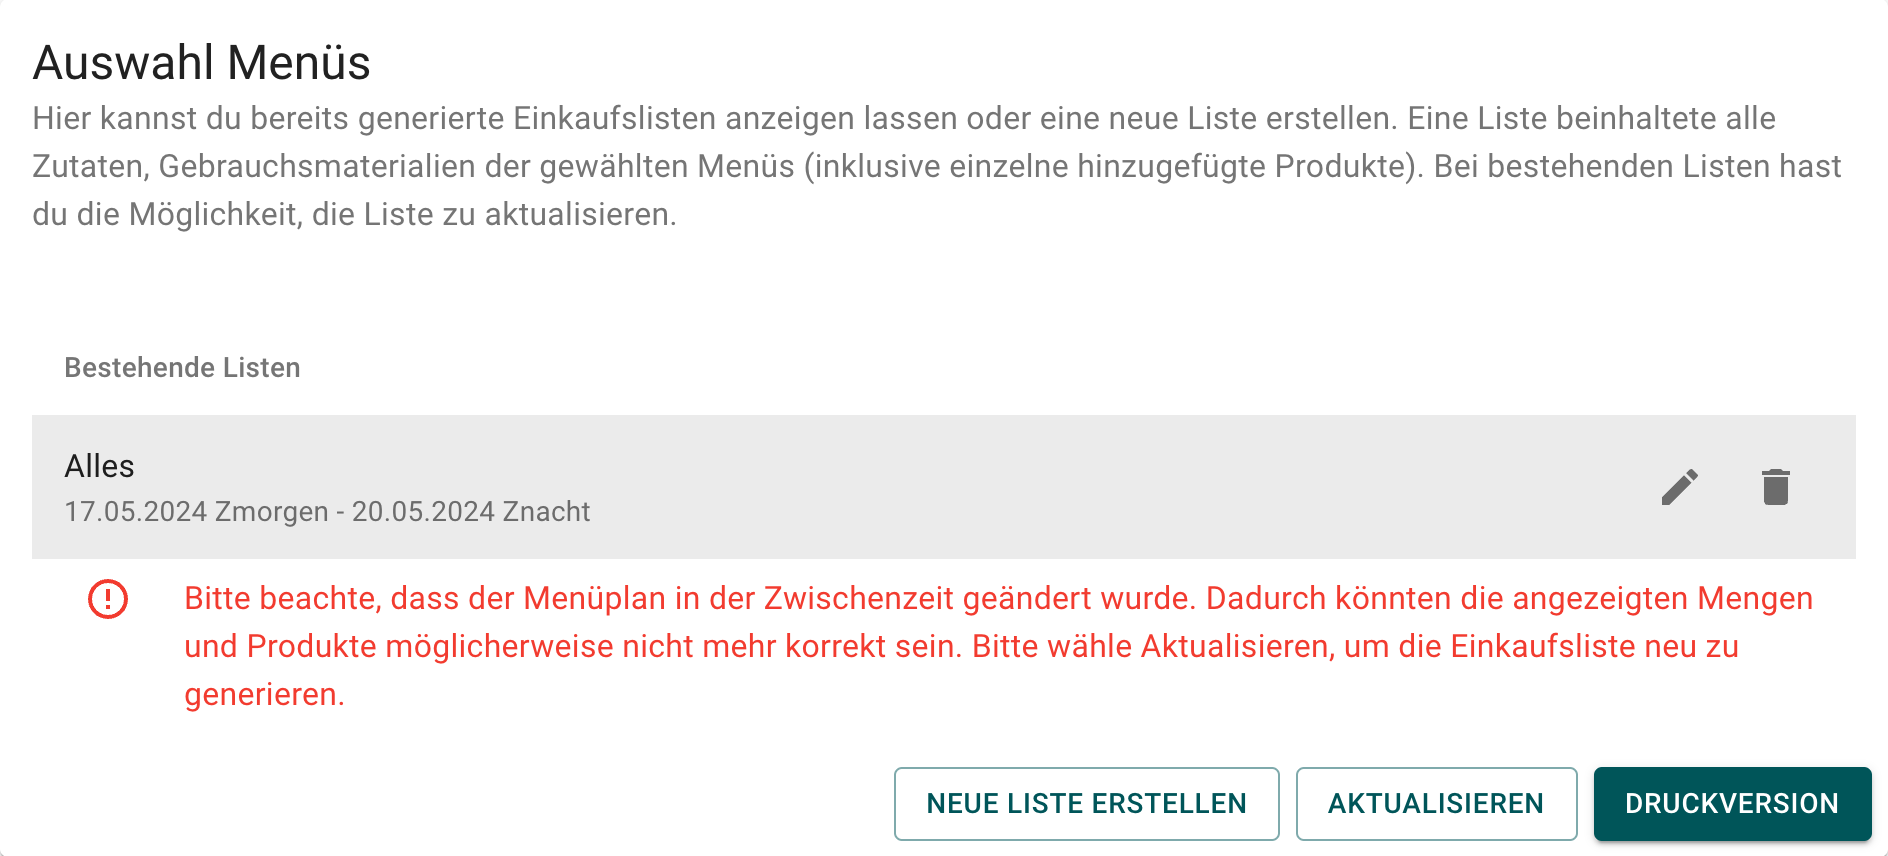 Auswahl Menüs
Hier kannst du bereits generierte Einkaufslisten anzeigen lassen oder eine neue Liste erstellen. Eine Liste beinhaltete alle
Zutaten, Gebrauchsmaterialien der gewählten Menüs (inklusive einzelne hinzugefügte Produkte). Bei bestehenden Listen hast
du die Möglichkeit, die Liste zu aktualisieren.
Bestehende Listen
Alles
17.05.2024 Zmorgen - 20.05.2024 Znacht
Bitte beachte, dass der Menüplan in der Zwischenzeit geändert wurde. Dadurch könnten die angezeigten Mengen
und Produkte möglicherweise nicht mehr korrekt sein. Bitte wähle Aktualisieren, um die Einkaufsliste neu zu
generieren.
NEUE LISTE ERSTELLEN
AKTUALISIEREN
DRUCKVERSION